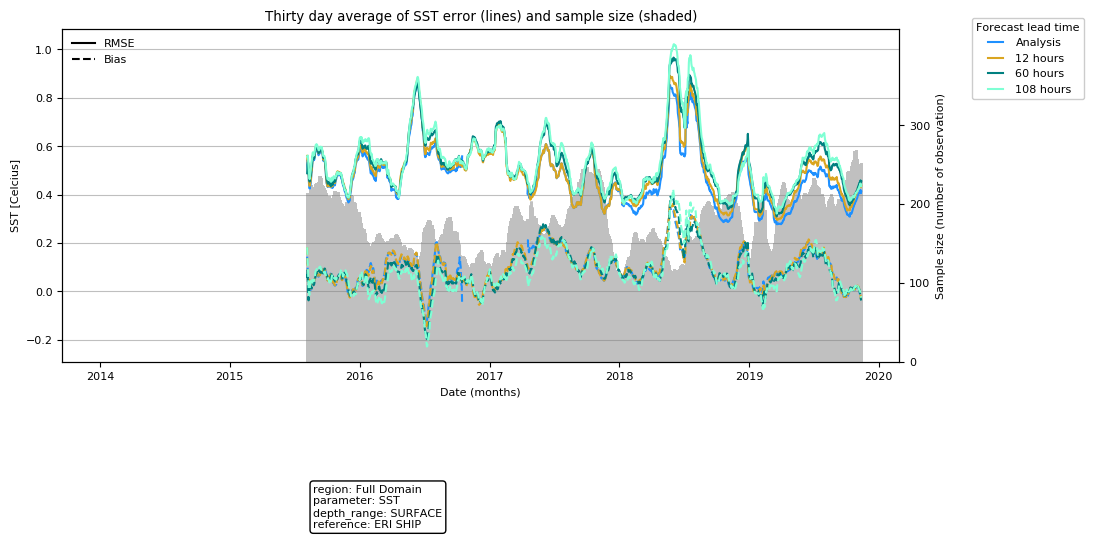 Thirty day average of SST error (lines) and sample size (shaded)
RMSE
Bias
Forecast lead time
Analysis
12 hours
60 hours
108 hours
SST [Celcius]
1.0
0.8
0.6
0.4
0.2
0.0
−0.2
Sample size (number of observation)
300
200
100
0
2014 2015 2016 2017 2018 2019 2020
Date (months)
region: Full Domain
parameter: SST
depth_range: SURFACE
reference: ERI SHIP